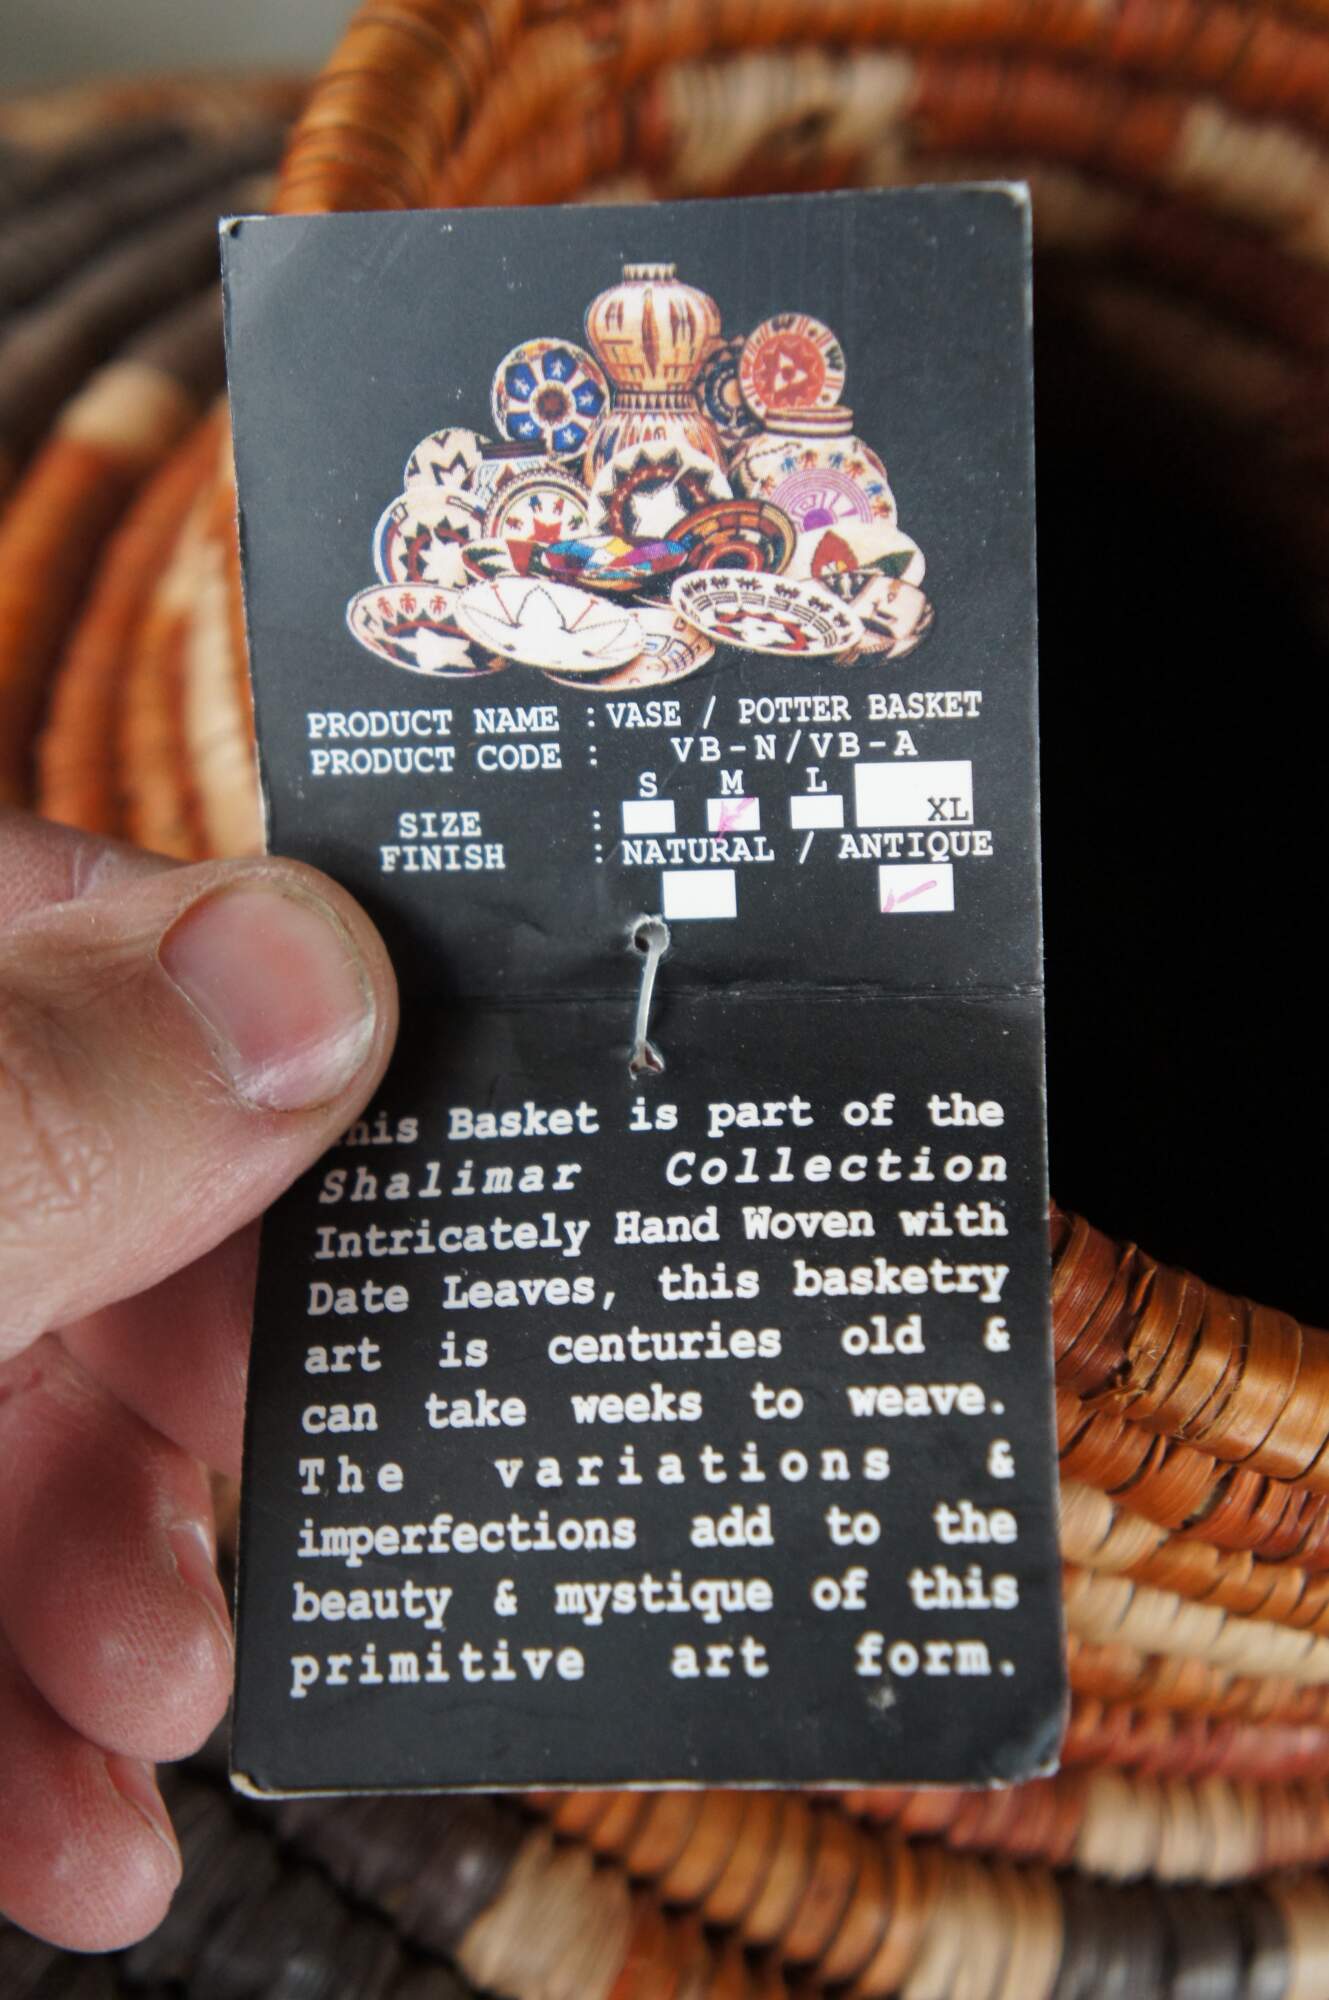 PRODUCT NAME : VASE / POTTER BASKET
PRODUCT CODE : VB-N/VB-A
S M L
SIZE : XL
FINISH : NATURAL / ANTIQUE
his Basket is part of the
Shalimar Collection
Intricately Hand Woven with
Date Leaves, this basketry
art is centuries old &
can take weeks to weave.
The variations &
imperfections add to the
beauty & mystique of this
primitive art form.